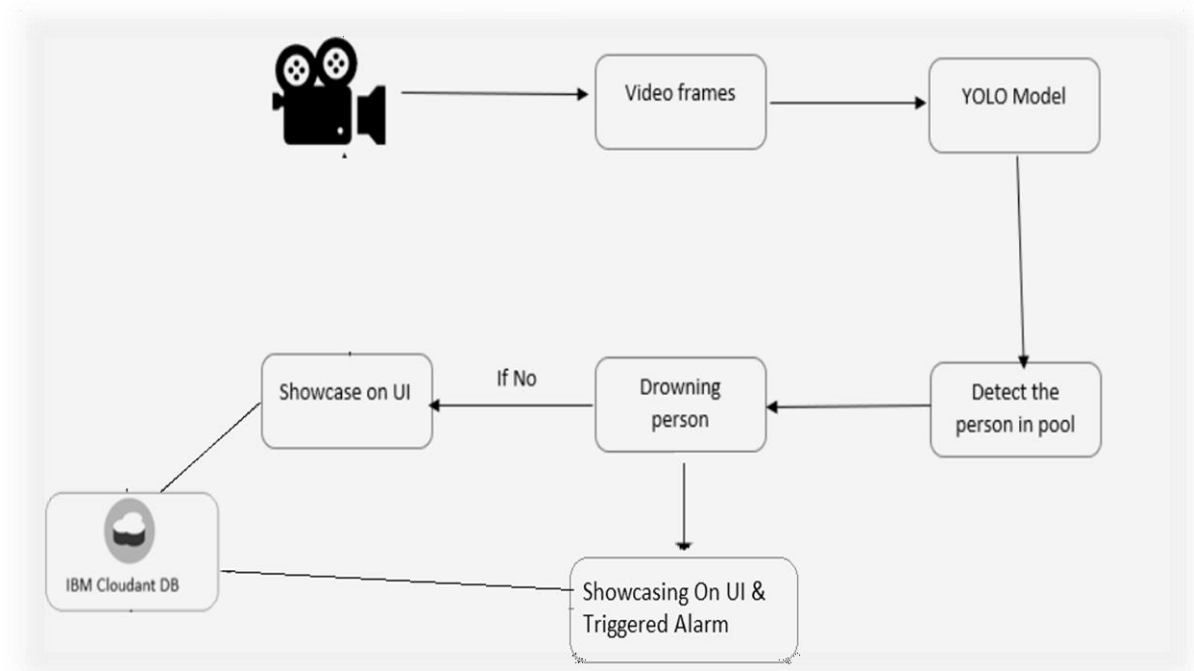 Video frames
YOLO Model
Showcase on UI
If No
Drowning
person
Detect the
person in pool
IBM Cloudant DB
Showcasing On UI &
Triggered Alarm